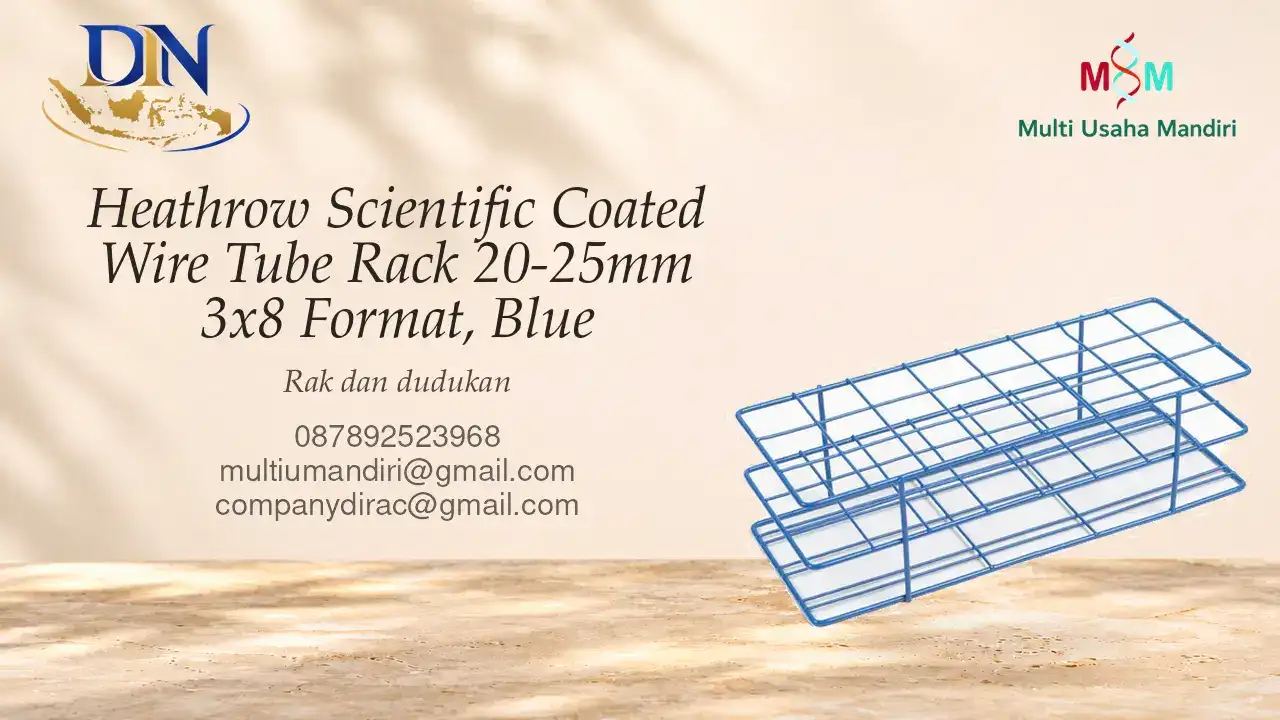 DN
MSM
Multi Usaha Mandiri
Heathrow Scientific Coated
Wire Tube Rack 20-25mm
3x8 Format, Blue
Rak dan dudukan
087892523968
multiumandiri@gmail.com
companydirac@gmail.com